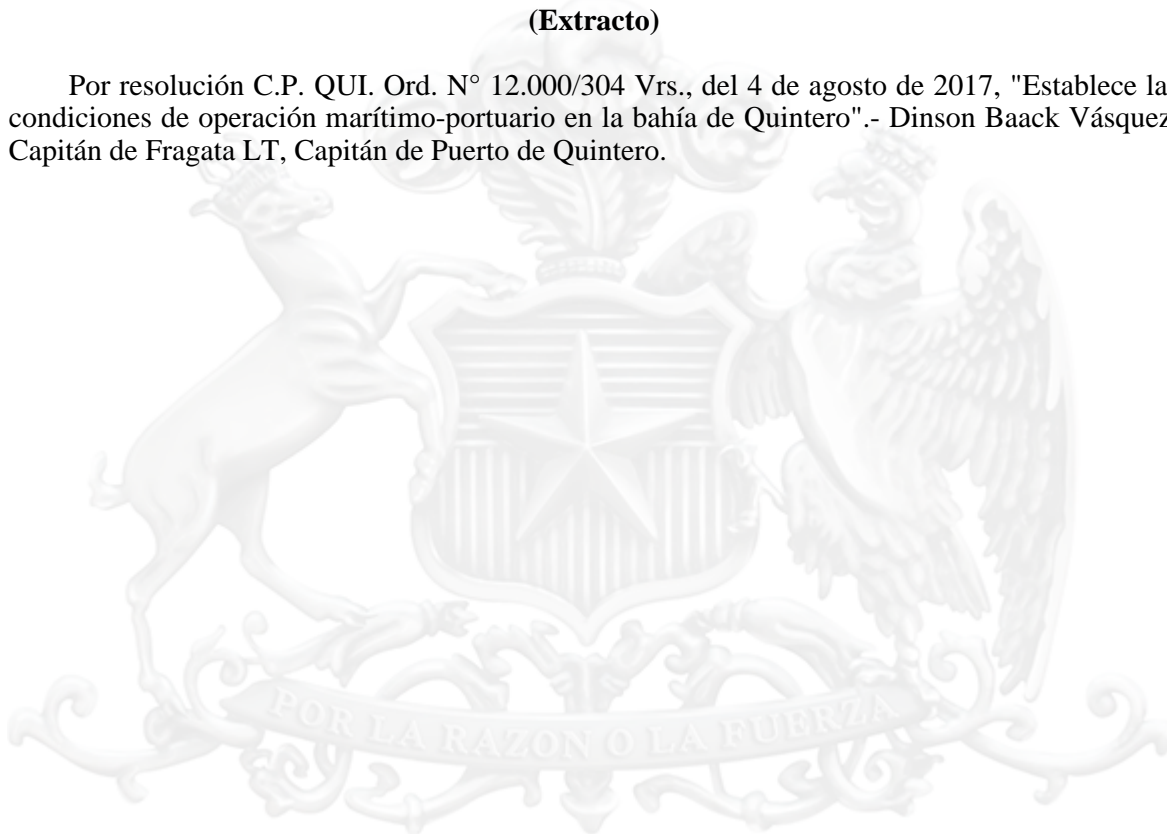 (Extracto)
Por resolución C.P. QUI. Ord. N° 12.000/304 Vrs., del 4 de agosto de 2017, "Establece la
condiciones de operación marítimo-portuario en la bahía de Quintero".- Dinson Baack Vásquez
Capitán de Fragata LT, Capitán de Puerto de Quintero.
POR LA RAZON O LA FUERZA